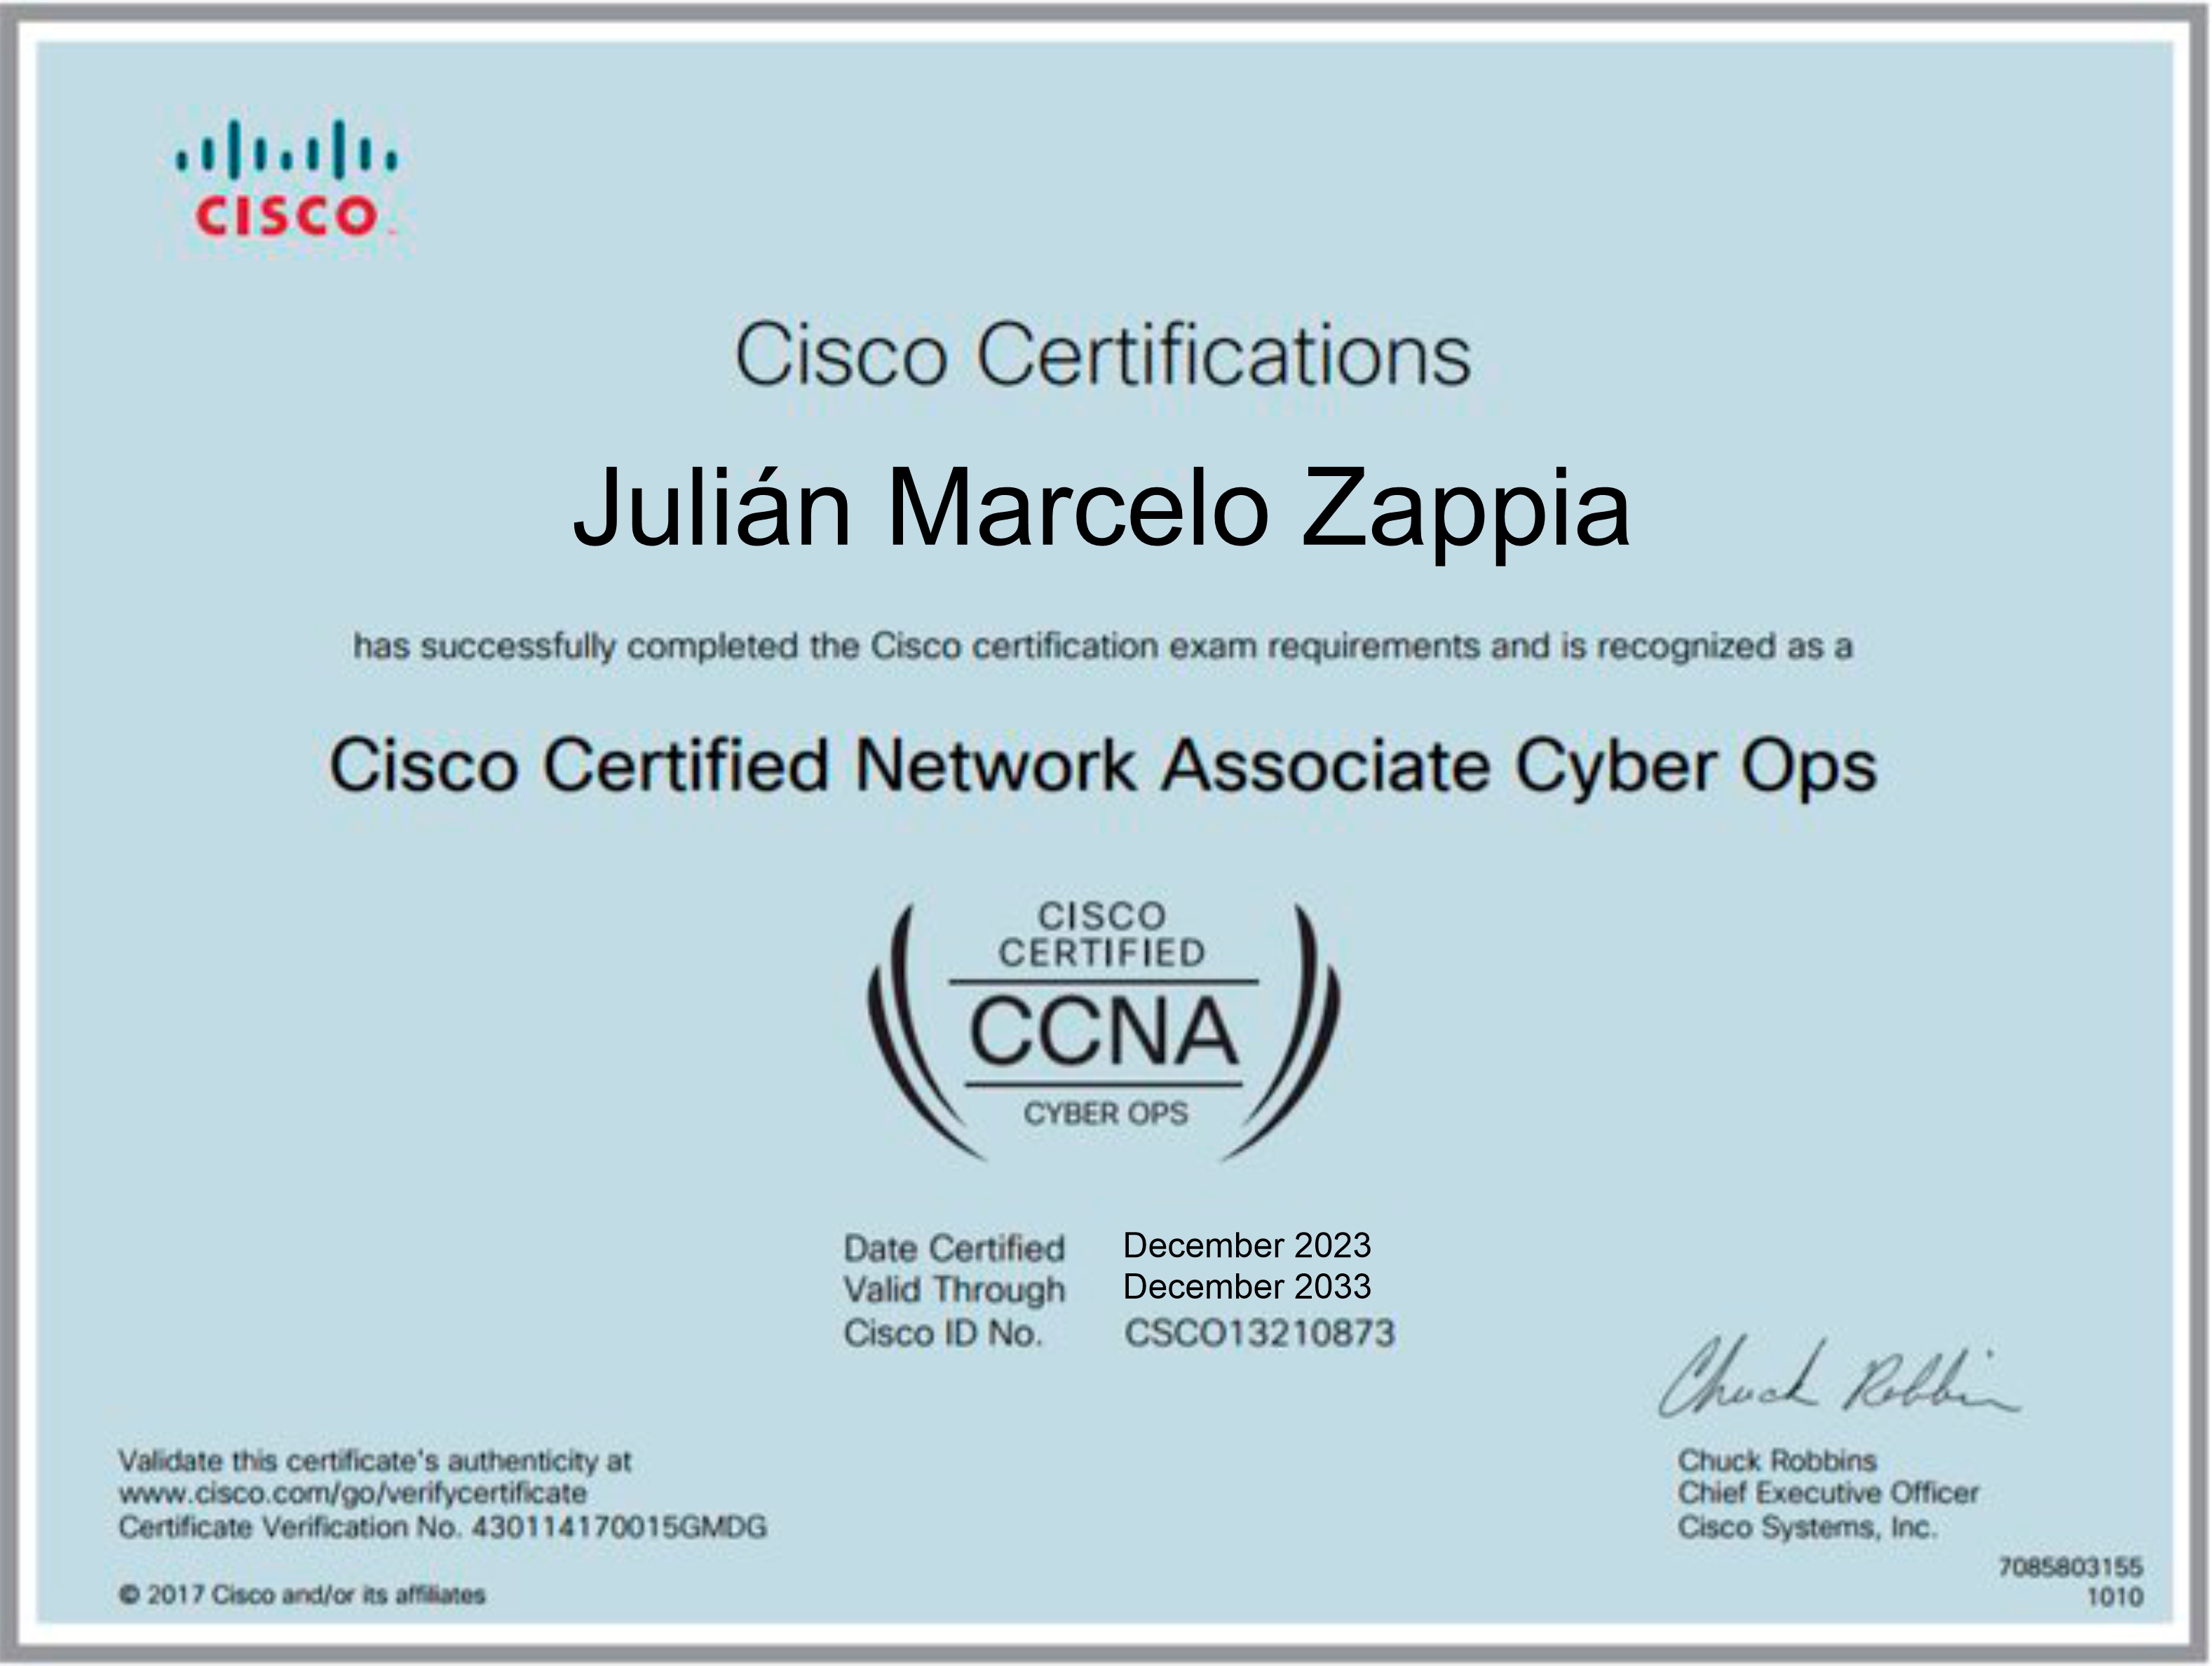 CISCO
Cisco Certifications
Julián Marcelo Zappia
has successfully completed the Cisco certification exam requirements and is recognized as a
Cisco Certified Network Associate Cyber Ops
CISCO
CERTIFIED
CCNA
CYBER OPS
Date Certified December 2023
Valid Through December 2033
Cisco ID No. CSCO13210873
Chuck Robbins
Validate this certificate's authenticity at
www.cisco.com/go/verifycertificate
Certificate Verification No. 430114170015GMDG
Chuck Robbins
Chief Executive Officer
Cisco Systems, Inc.
7085803155
1010
© 2017 Cisco and/or its affiliates